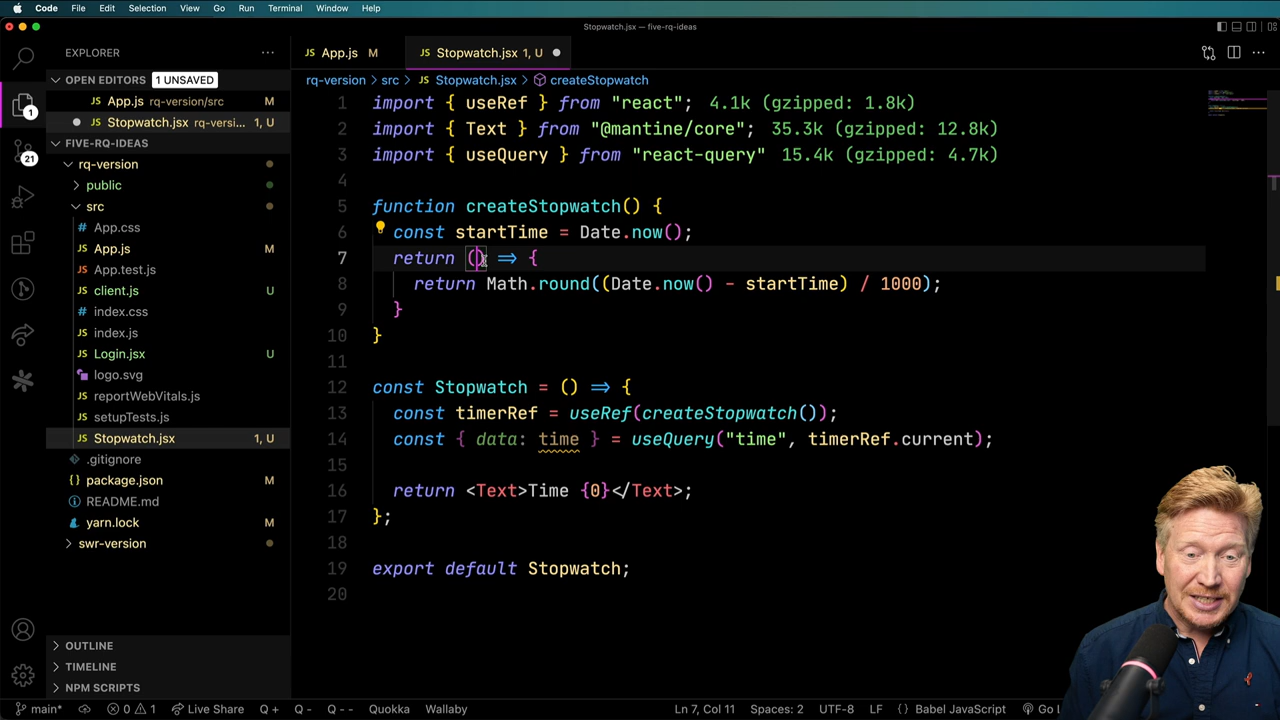 Code File Edit Selection View Go Run Terminal Window Help
Stopwatch.jsx — five-rq-ideas
EXPLORER
App.js M
Stopwatch.jsx 1, U
OPEN EDITORS 1 UNSAVED
rq-version > src > JS Stopwatch.jsx > createStopwatch
JS App.js rq-version/src M
JS Stopwatch.jsx rq-versi... 1, U
FIVE-RQ-IDEAS
rq-version
public
src
# App.css
JS App.js M
JS App.test.js
JS client.js U
# index.css
JS index.js
JS Login.jsx U
logo.svg
JS reportWebVitals.js
JS setupTests.js
JS Stopwatch.jsx 1, U
.gitignore
{} package.json M
README.md
yarn.lock M
swr-version
OUTLINE
TIMELINE
NPM SCRIPTS
1
21
1 import { useRef } from "react"; 4.1k (gzipped: 1.8k)
2 import { Text } from "@mantine/core"; 35.3k (gzipped: 12.8k)
3 import { useQuery } from "react-query" 15.4k (gzipped: 4.7k)
4
5 function createStopwatch() {
6 const startTime = Date.now();
7 return () => {
8 return Math.round((Date.now() - startTime) / 1000);
9 }
10 }
11
12 const Stopwatch = () => {
13 const timerRef = useRef(createStopwatch());
14 const { data: time } = useQuery("time", timerRef.current);
15
16 return <Text>Time {0}</Text>;
17 };
18
19 export default Stopwatch;
20
main* 0 1 Live Share Q + Q - Q - - Quokka Wallaby Ln 7, Col 11 Spaces: 2 UTF-8 LF {} Babel JavaScript Go L